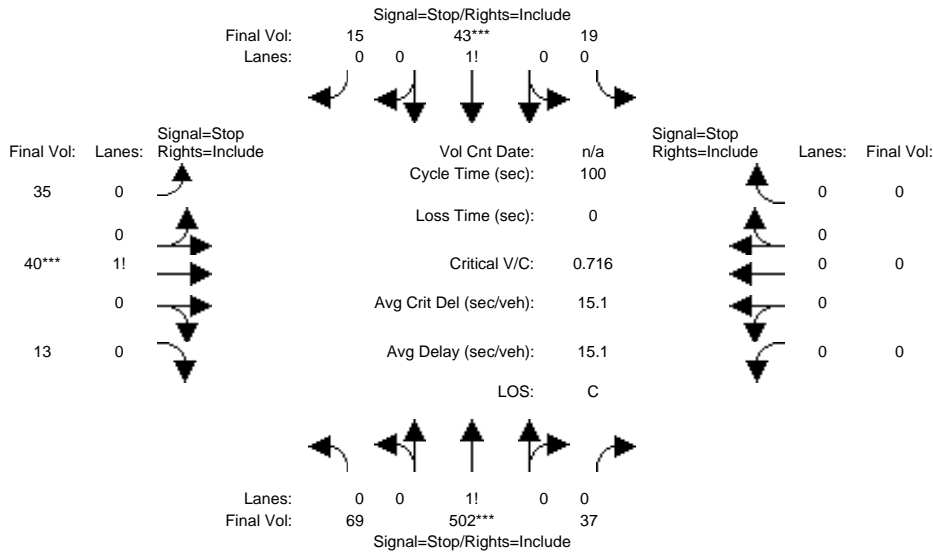 Signal=Stop/Rights=Include
Final Vol: 15 43*** 19
Lanes: 0 0 1! 0 0
Signal=Stop Signal=Stop
Final Vol: Lanes: Rights=Include Vol Cnt Date: n/a Rights=Include Lanes: Final Vol:
Cycle Time (sec): 100
35 0 0 0
Loss Time (sec): 0
0 0
40*** 1! Critical V/C: 0.716 0 0
0 Avg Crit Del (sec/veh): 15.1 0
13 0 Avg Delay (sec/veh): 15.1 0 0
LOS: C
Lanes: 0 0 1! 0 0
Final Vol: 69 502*** 37
Signal=Stop/Rights=Include